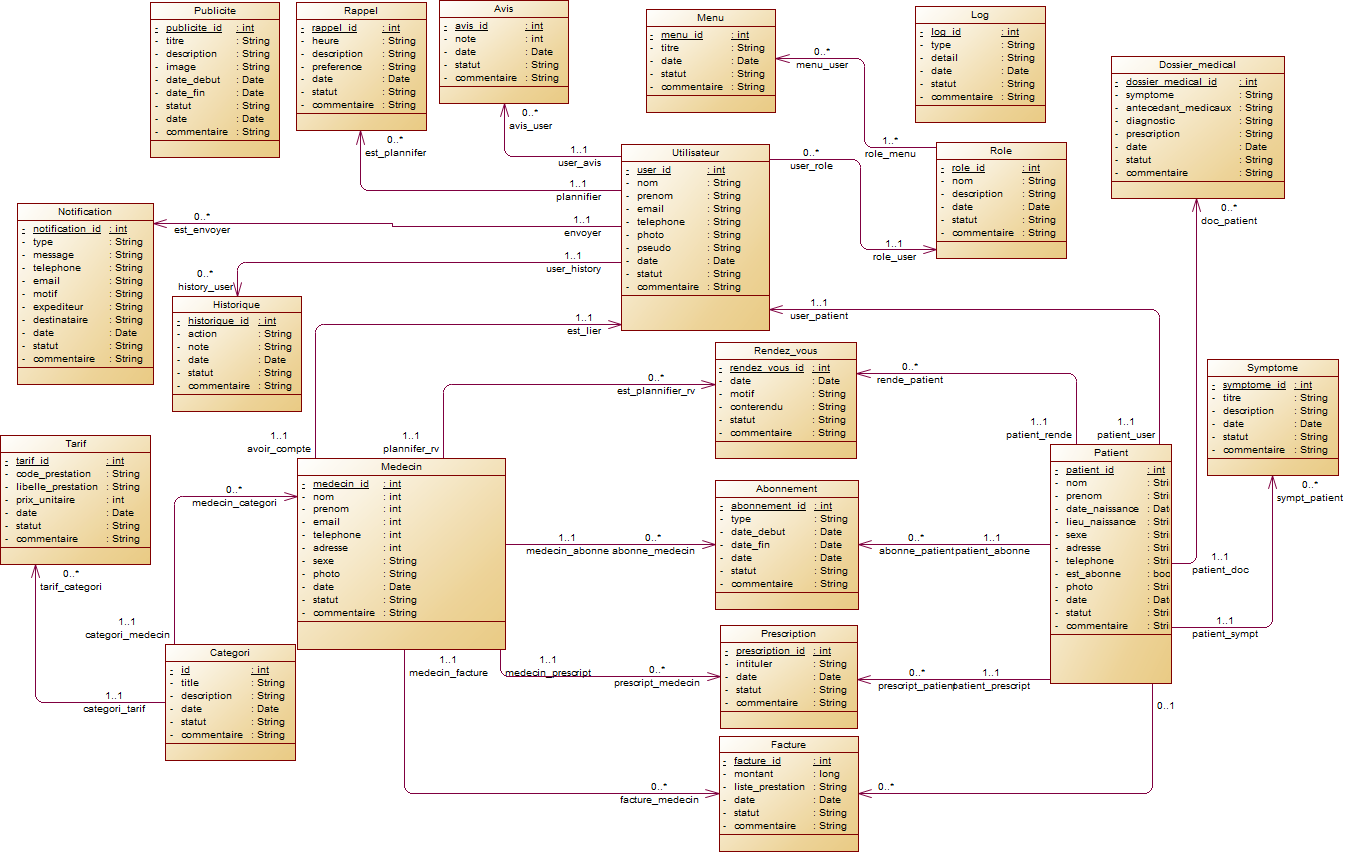 Publicite
- publicite_id : int
- titre : String
- description : String
- image : String
- date_debut : Date
- date_fin : Date
- statut : String
- date : Date
- commentaire : String
Rappel
- rappel_id : int
- heure : String
- description : String
- preference : String
- date : Date
- statut : String
- commentaire : String
Avis
- avis_id : int
- note : int
- date : Date
- statut : String
- commentaire : String
Menu
- menu_id : int
- titre : String
- date : Date
- statut : String
- commentaire : String
Log
- log_id : int
- type : String
- detail : String
- date : Date
- statut : String
- commentaire : String
Dossier_medical
- dossier_medical_id : int
- symptome : String
- antecedant_medicaux : String
- diagnostic : String
- prescription : String
- date : Date
- statut : String
- commentaire : String
0..*
menu_user
0..*
avis_user
0..*
est_plannifer
1..1
user_avis
1..1
plannifier
Utilisateur
- user_id : int
- nom : String
- prenom : String
- email : String
- telephone : String
- photo : String
- pseudo : String
- date : Date
- statut : String
- commentaire : String
0..*
user_role
1..*
role_menu
Role
- role_id : int
- nom : String
- description : String
- date : Date
- statut : String
- commentaire : String
1..1
role_user
0..*
doc_patient
Notification
- notification_id : int
- type : String
- message : String
- telephone : String
- email : String
- motif : String
- expediteur : String
- destinataire : String
- date : Date
- statut : String
- commentaire : String
0..*
est_envoyer
1..1
envoyer
1..1
user_history
0..*
history_user
Historique
- historique_id : int
- action : String
- note : String
- date : Date
- statut : String
- commentaire : String
1..1
est_lier
1..1
user_patient
Rendez_vous
- rendez_vous_id : int
- date : Date
- motif : String
- conterendu : String
- statut : String
- commentaire : String
0..*
est_plannifier_rv
0..*
rende_patient
Symptome
- symptome_id : int
- titre : String
- description : String
- date : Date
- statut : String
- commentaire : String
0..*
sympt_patient
1..1
avoir_compte
1..1
plannifer_rv
1..1
patient_rende
1..1
patient_user
Tarif
- tarif_id : int
- code_prestation : String
- libelle_prestation : String
- prix_unitaire : int
- date : Date
- statut : String
- commentaire : String
0..*
medecin_categori
Medecin
- medecin_id : int
- nom : int
- prenom : int
- email : int
- telephone : int
- adresse : int
- sexe : String
- photo : String
- date : Date
- statut : String
- commentaire : String
Abonnement
- abonnement_id : int
- type : String
- date_debut : Date
- date_fin : Date
- date : Date
- statut : String
- commentaire : String
1..1
medecin_abonne
0..*
abonne_medecin
0..*
abonne_patient
1..1
patient_abonne
Patient
- patient_id : int
- nom : Stri
- prenom : Stri
- date_naissance : Dat
- lieu_naissance : Stri
- sexe : Stri
- adresse : Stri
- telephone : Stri
- est_abonne : boo
- photo : Stri
- date : Dat
- statut : Stri
- commentaire : Stri
1..1
patient_doc
1..1
patient_sympt
0..*
tarif_categori
1..1
categori_medecin
Categori
- id : int
- title : String
- description : String
- date : Date
- statut : String
- commentaire : String
1..1
categori_tarif
1..1
medecin_facture
1..1
medecin_prescript
0..*
prescript_medecin
Prescription
- prescription_id : int
- intituler : String
- date : Date
- statut : String
- commentaire : String
0..*
prescript_patient
1..1
patient_prescript
0..1
Facture
- facture_id : int
- montant : long
- liste_prestation : String
- date : Date
- statut : String
- commentaire : String
0..*
facture_medecin
0..*